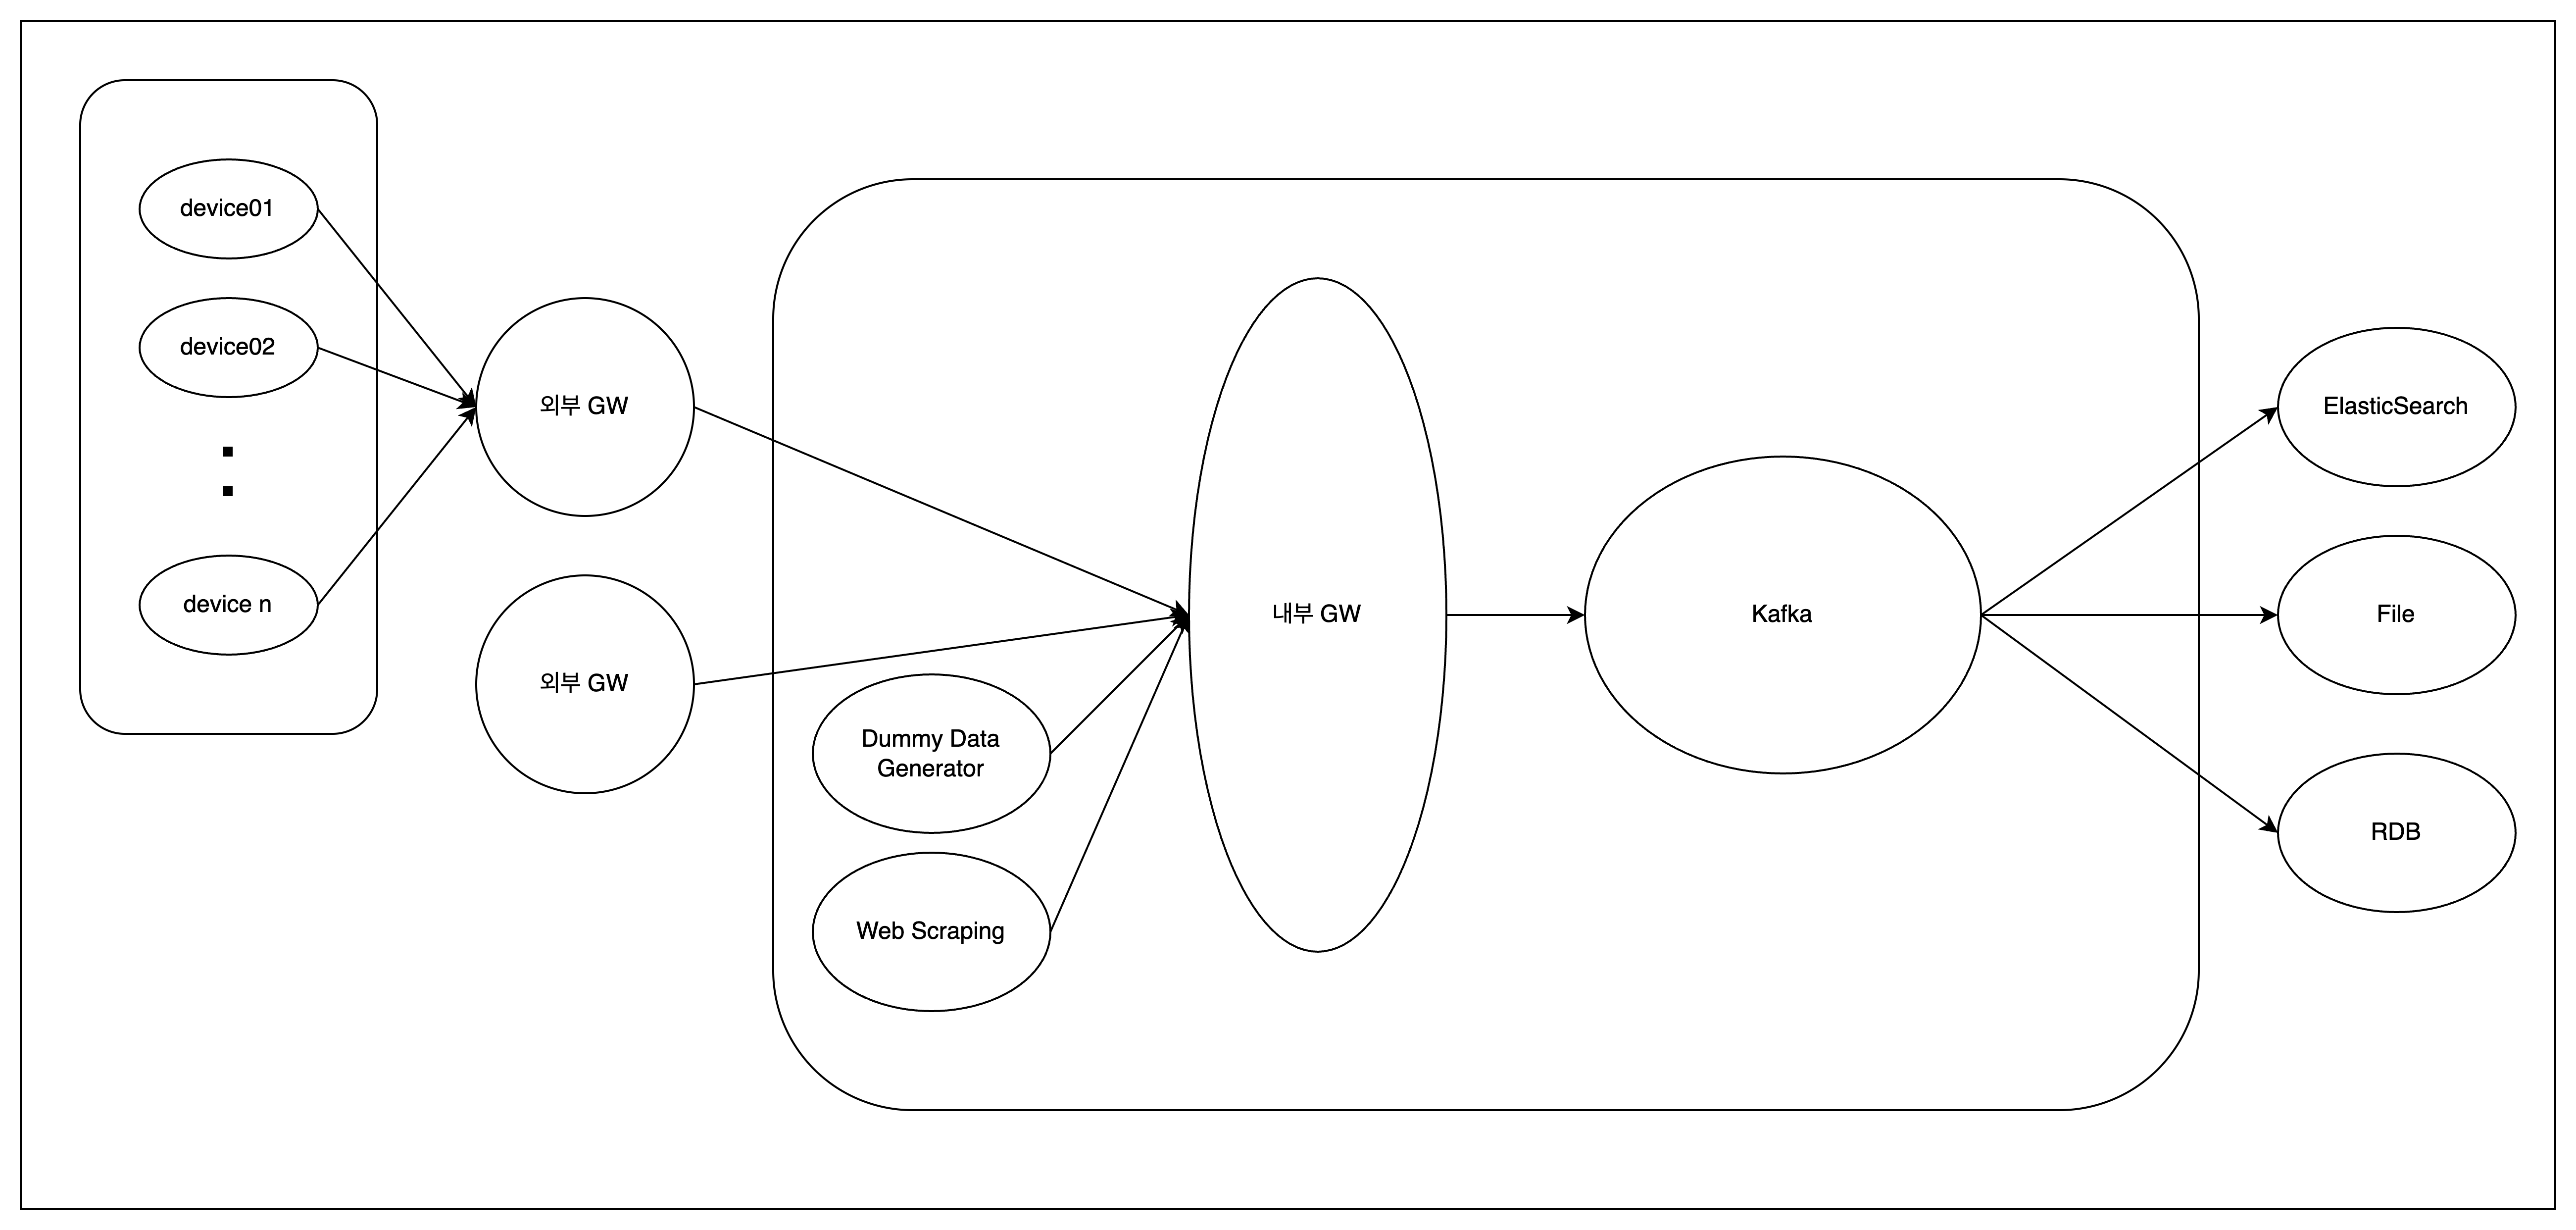 device01
device02
device n
외부 GW
외부 GW
Dummy Data
Generator
Web Scraping
내부 GW
Kafka
ElasticSearch
File
RDB